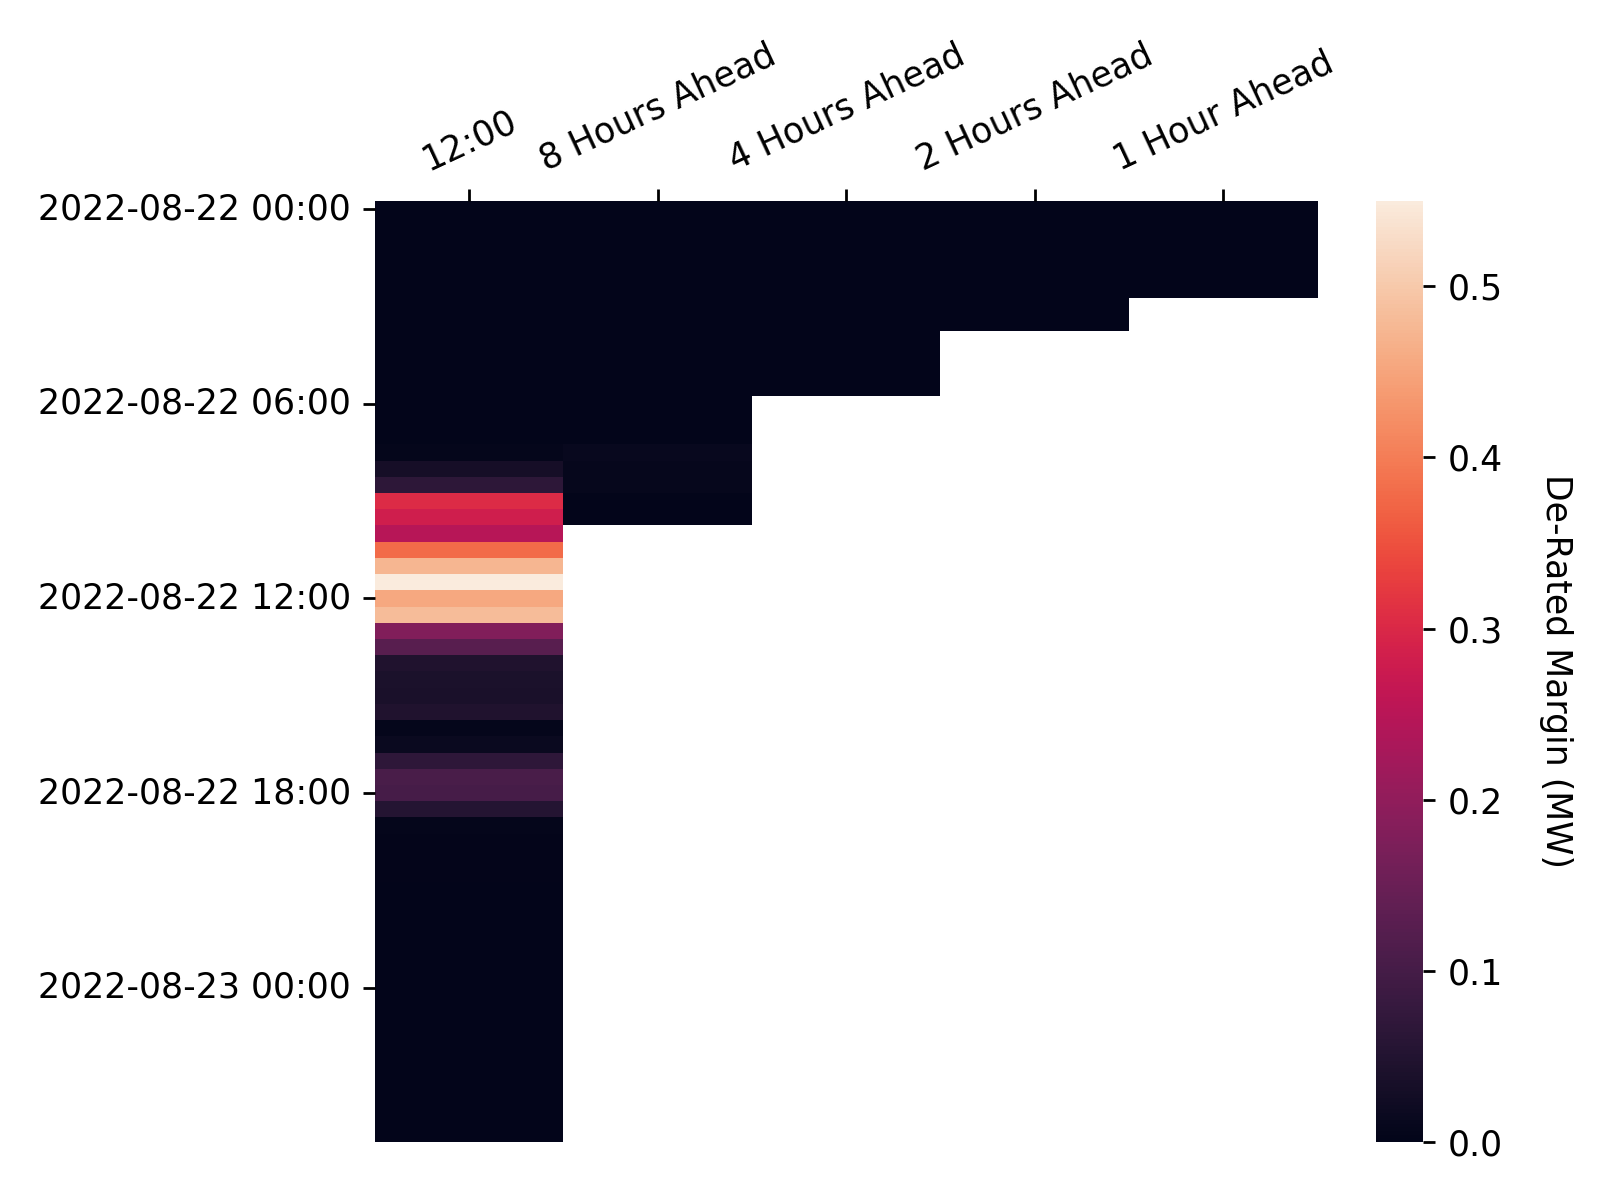 12:00
8 Hours Ahead
4 Hours Ahead
2 Hours Ahead
1 Hour Ahead
2022-08-22 00:00
2022-08-22 06:00
2022-08-22 12:00
2022-08-22 18:00
2022-08-23 00:00
0.5
0.4
0.3
0.2
0.1
0.0
De-Rated Margin (MW)